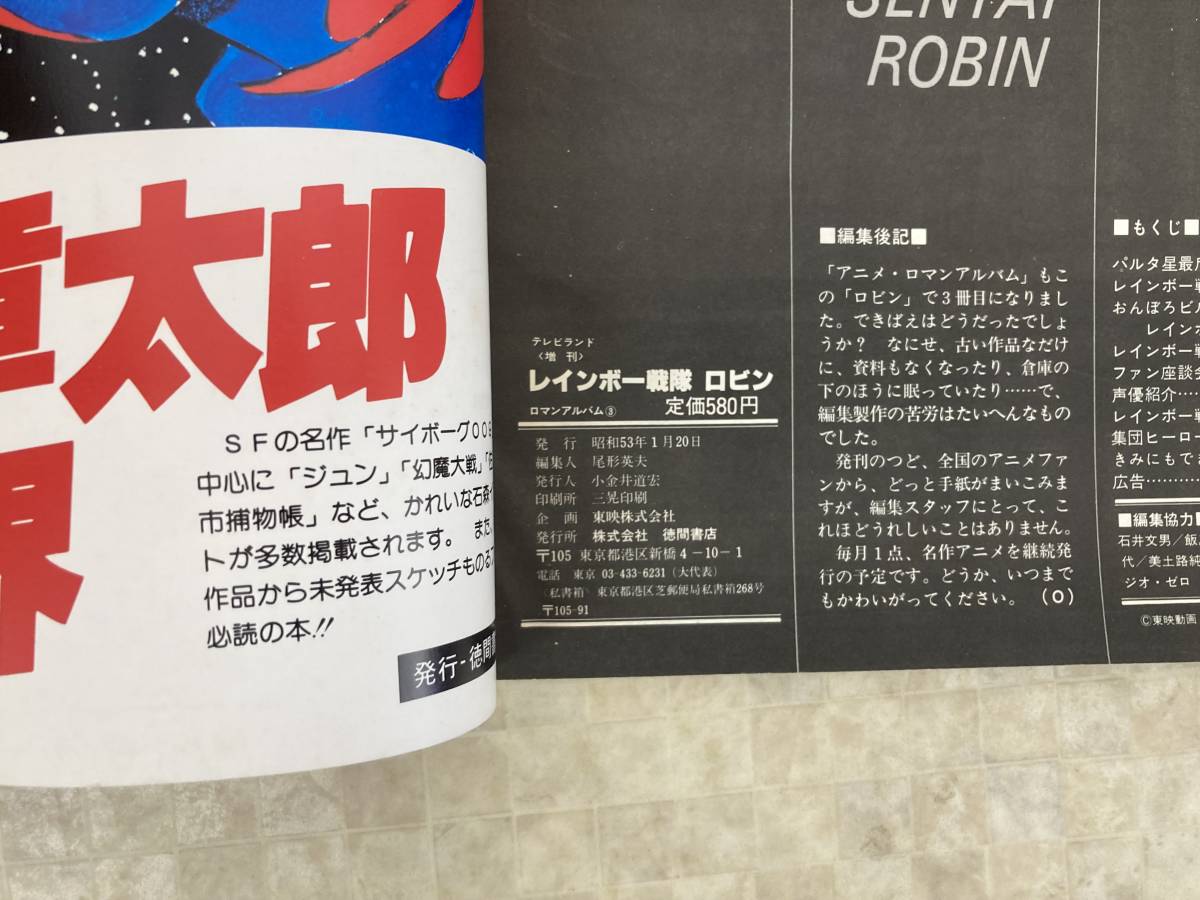 太郎
界
SFの名作「サイボーグ00
中心に「ジュン」「幻魔大戦」
市捕物帳」など、かれいな石森
トが多数掲載されます。また、
作品から未発表スケッチものる
必読の本!!
発行-徳間
SENTAI
ROBIN
テレビランド
〈増刊〉
レインボー戦隊 ロビン
ロマンアルバム③ 定価580円
発行 昭和53年1月20日
編集人 尾形英夫
発行人 小金井道宏
印刷所 三晃印刷
企画 東映株式会社
発行所 株式会社 徳間書店
〒105 東京都港区新橋4-10-1
電話 東京 03-433-6231(大代表)
〈私書箱〉東京都港区芝郵便局私書箱268号
〒105-91
■編集後記■
「アニメ・ロマンアルバム」もこ
の「ロビン」で3冊目になりまし
た。できばえはどうだったでしょ
うか? なにせ、古い作品なだけ
に、資料もなくなったり、倉庫の
下のほうに眠っていたり……で、
編集製作の苦労はたいへんなもの
でした。
発刊のつど、全国のアニメファ
ンから、どっと手紙がまいこみま
すが、編集スタッフにとって、こ
れほどうれしいことはありません。
毎月1点、名作アニメを継続発
行の予定です。どうか、いつまで
もかわいがってください。 (O)
■もくじ■
パルタ星最
レインボー戦
おんぼろビル
レイン
レインボー戦
ファン座談会
声優紹介……
レインボー
集団ヒーロー
きみにもでき
広告………
■編集協力■
石井文男/飯
代/美土路純
ジオ・ゼロ
©東映動画